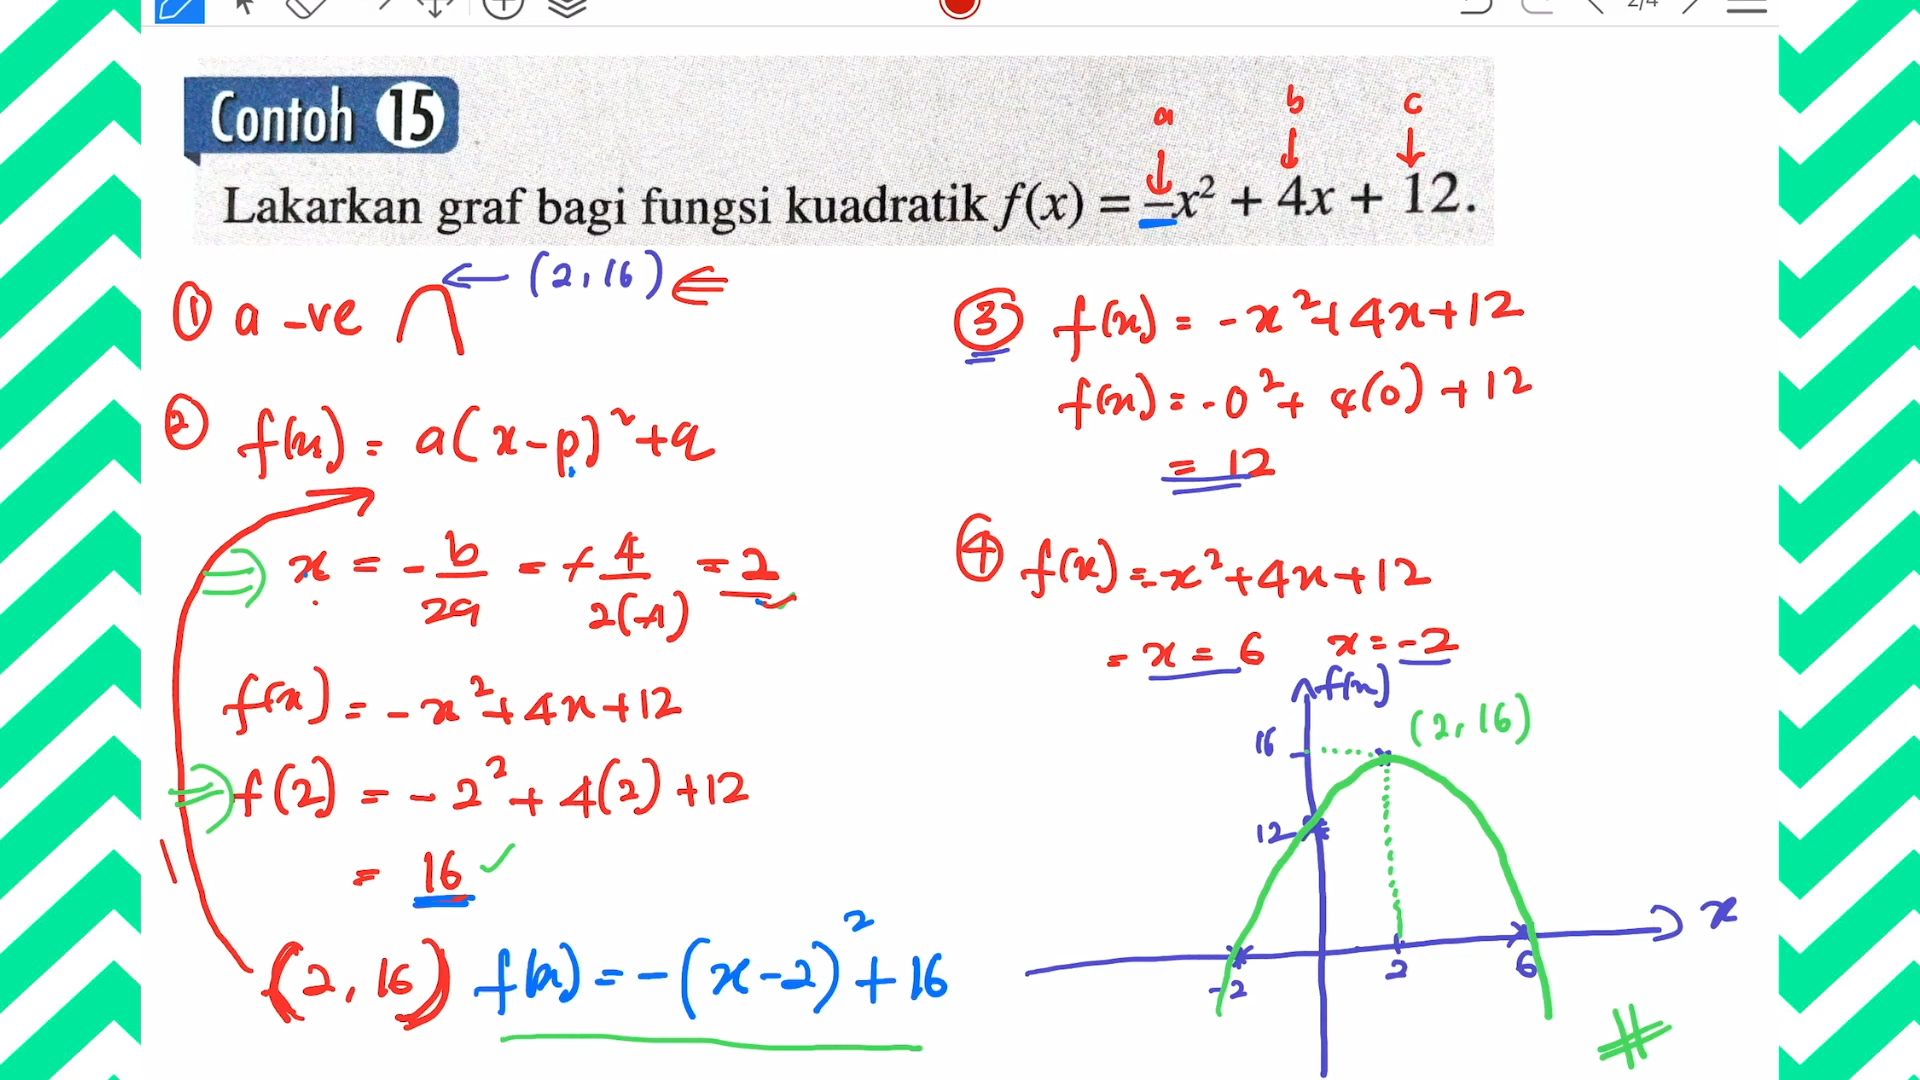 2/4
Contoh 15
a b c
Lakarkan graf bagi fungsi kuadratik f(x) = −x² + 4x + 12.
① a -ve (2, 16)
② f(x) = a(x-p)² + q
x = - b/2a = - 4/2(-1) = 2
f(x) = -x² + 4x + 12
f(2) = -2² + 4(2) + 12
= 16
(2, 16) f(x) = -(x-2)² + 16
③ f(x) = -x² + 4x + 12
f(x) = -0² + 4(0) + 12
= 12
④ f(x) = -x² + 4x + 12
= x = 6 x = -2
f(x)
16 (2, 16)
12
x
-2 2 6